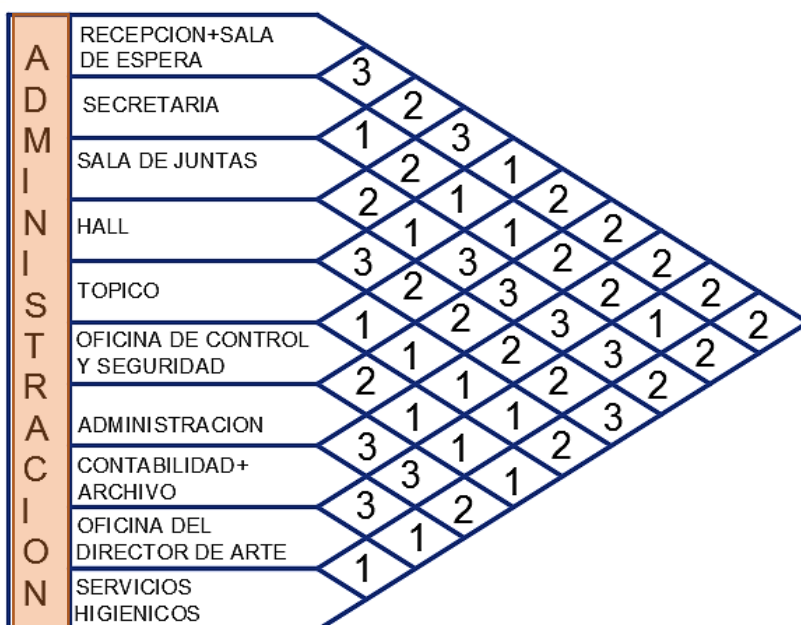 ADMINISTRACION
RECEPCION+SALA
DE ESPERA
SECRETARIA
SALA DE JUNTAS
HALL
TOPICO
OFICINA DE CONTROL
Y SEGURIDAD
ADMINISTRACION
CONTABILIDAD+
ARCHIVO
OFICINA DEL
DIRECTOR DE ARTE
SERVICIOS
HIGIENICOS
3
2
1 3
2 1
2 1 2
1 1 2
3 3 2 2
2 3 2 2
1 2 3 1 2
1 2 3 2
2 1 2 2
1 1 3
3 1 2
3 1
3 2
1
1